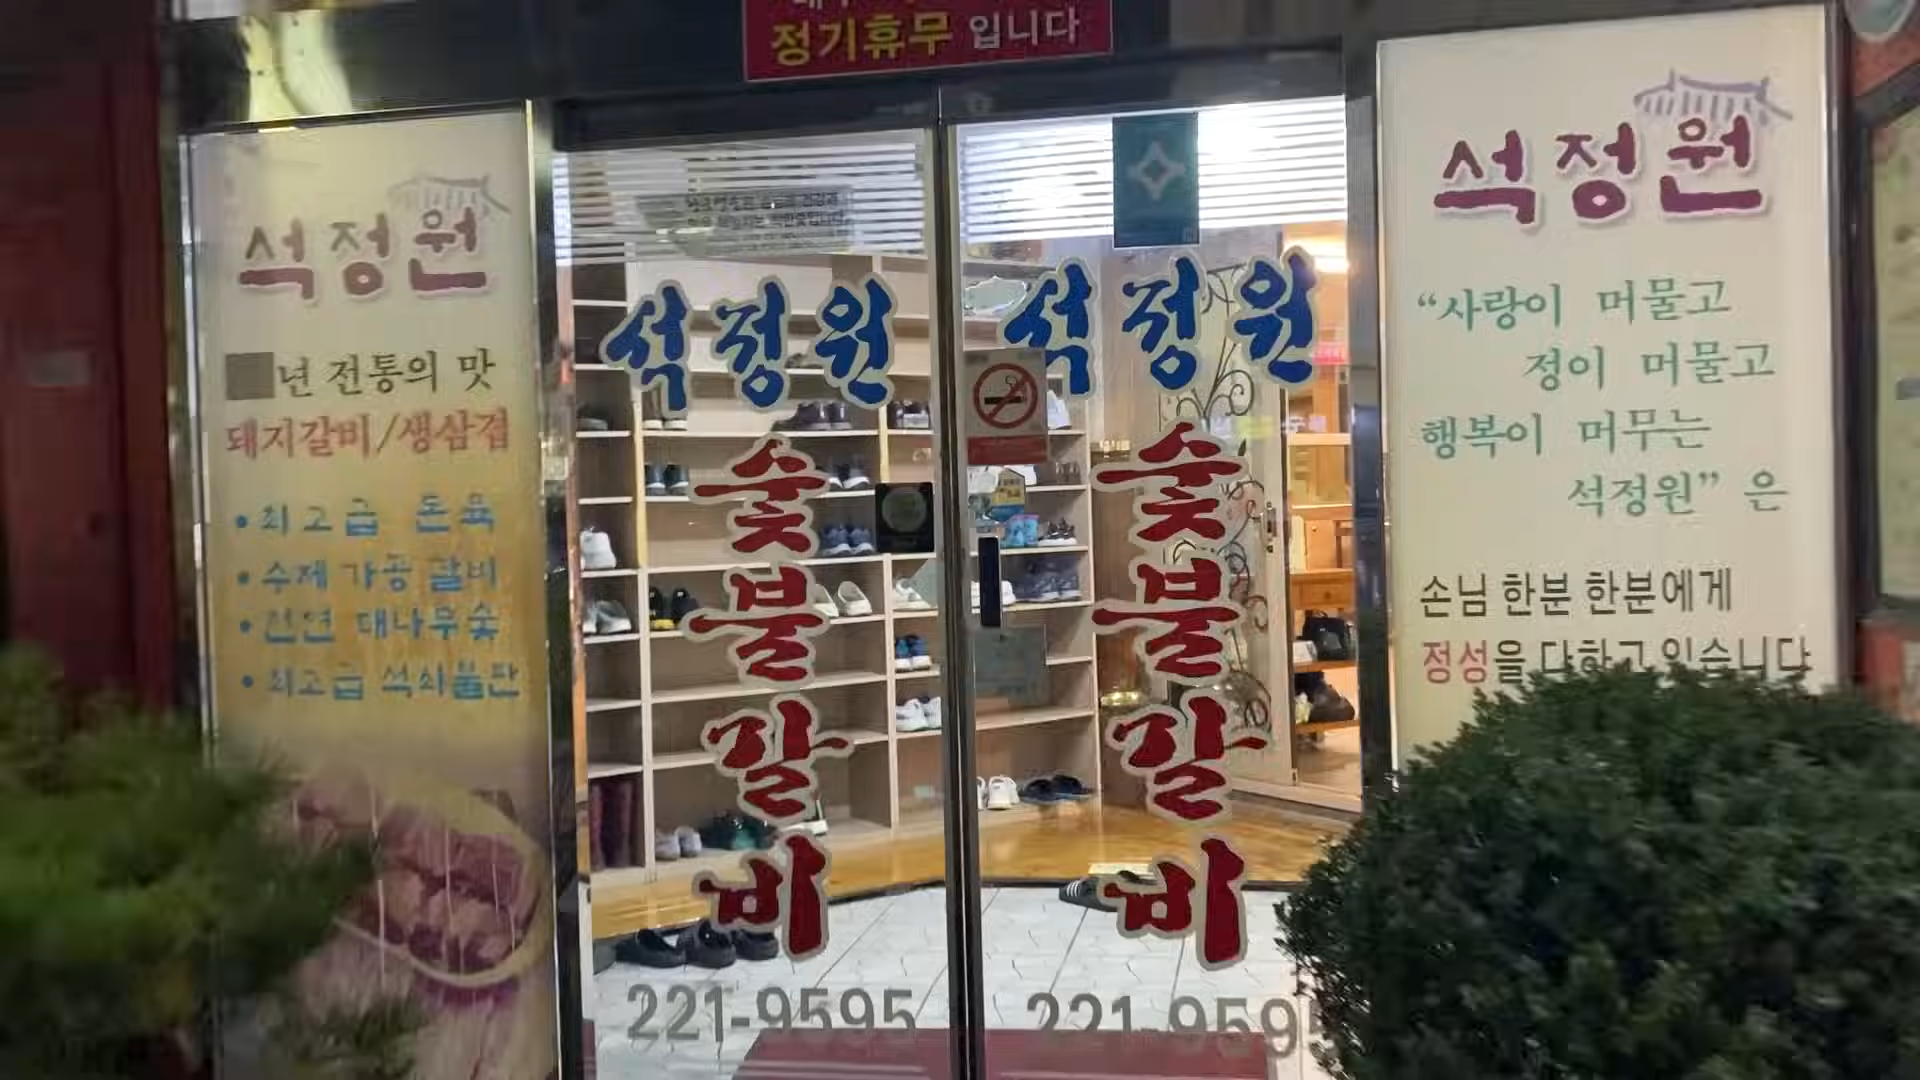 정기휴무 입니다
석정원
년 전통의 맛
돼지갈비/생삼겹
• 최고급 돈육
• 수제 가공 갈비
• 천연 대나무숯
• 최고급 석쇠불판
석정원
숯불갈비
221-9595
석정원
숯불갈비
221-9595
석정원
“사랑이 머물고
정이 머물고
행복이 머무는
석정원” 은
손님 한분 한분에게
정성을 다하고 있습니다